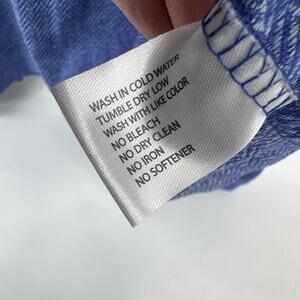 WASH IN COLD WATER
TUMBLE DRY LOW
WASH WITH LIKE COLOR
NO BLEACH
NO DRY CLEAN
NO IRON
NO SOFTENER